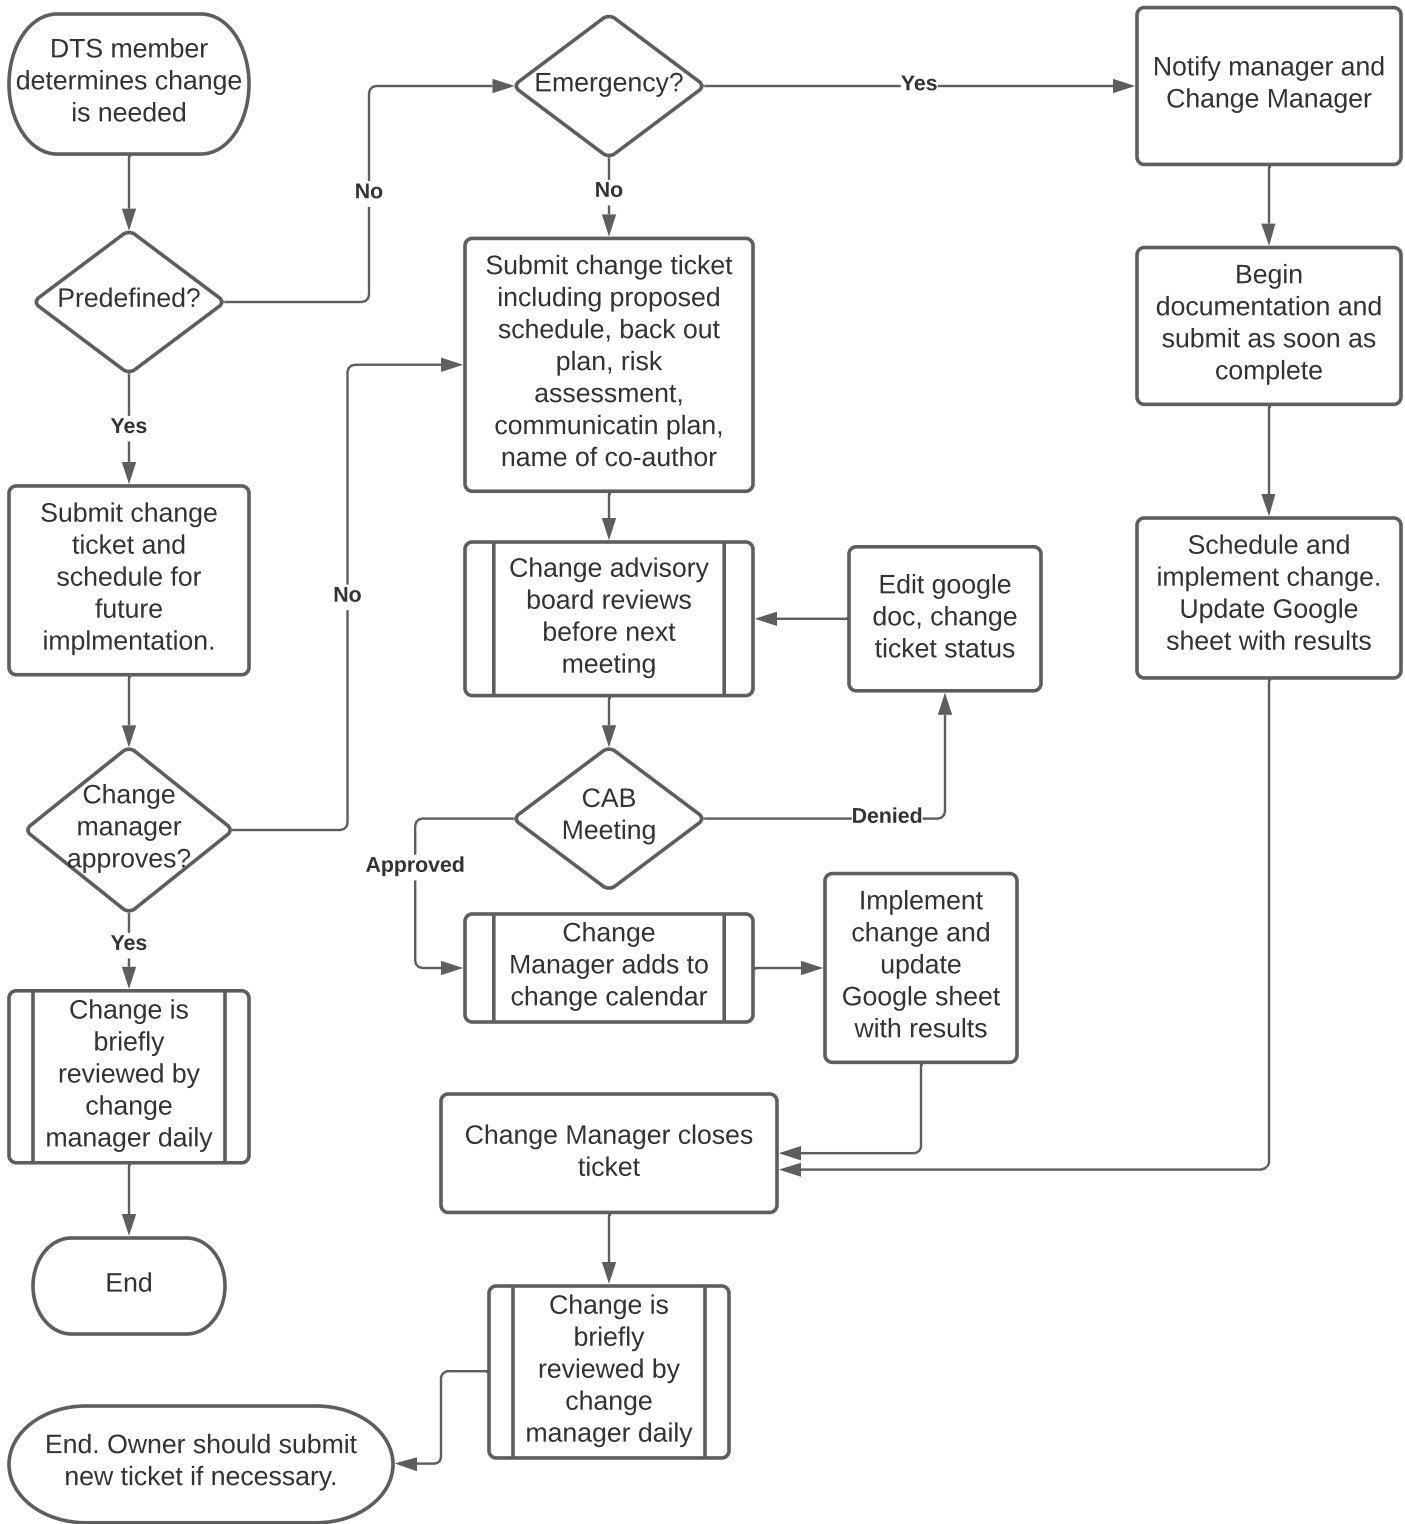 DTS member
determines change
is needed
Predefined?
No
Yes
Submit change
ticket and
schedule for
future
implmentation.
Change
manager
approves?
No
Yes
Change is
briefly
reviewed by
change
manager daily
End
Emergency?
Yes
No
Submit change ticket
including proposed
schedule, back out
plan, risk
assessment,
communicatin plan,
name of co-author
Change advisory
board reviews
before next
meeting
CAB
Meeting
Denied
Edit google
doc, change
ticket status
Approved
Change
Manager adds to
change calendar
Implement
change and
update
Google sheet
with results
Notify manager and
Change Manager
Begin
documentation and
submit as soon as
complete
Schedule and
implement change.
Update Google
sheet with results
Change Manager closes
ticket
Change is
briefly
reviewed by
change
manager daily
End. Owner should submit
new ticket if necessary.